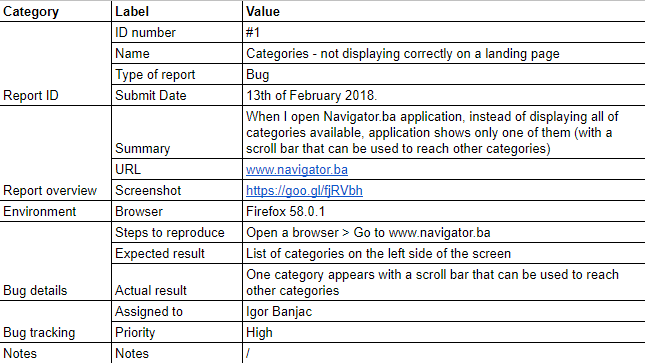 Category Label Value
ID number #1
Name Categories - not displaying correctly on a landing page
Type of report Bug
Report ID Submit Date 13th of February 2018.
When I open Navigator.ba application, instead of displaying all of
categories available, application shows only one of them (with a
Summary scroll bar that can be used to reach other categories)
URL www.navigator.ba
Report overview Screenshot https://goo.gl/fjRVbh
Environment Browser Firefox 58.0.1
Steps to reproduce Open a browser > Go to www.navigator.ba
Expected result List of categories on the left side of the screen
One category appears with a scroll bar that can be used to reach
Bug details Actual result other categories
Assigned to Igor Banjac
Bug tracking Priority High
Notes Notes /